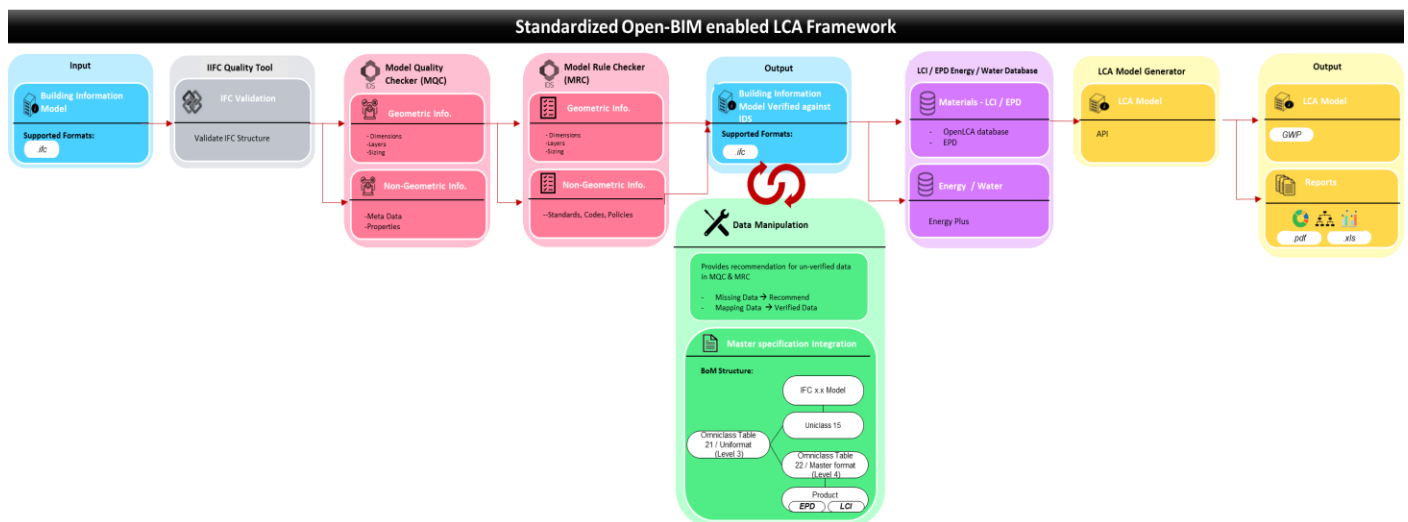 Standardized Open-BIM enabled LCA Framework
Input
Building Information
Model
Supported Formats:
.ifc
IIFC Quality Tool
IFC Validation
Validate IFC Structure
IDS
Model Quality
Checker (MQC)
Geometric Info.
- Dimensions
-Layers
-Sizing
Non-Geometric Info.
-Meta Data
-Properties
IDS
Model Rule Checker
(MRC)
Geometric Info.
- Dimensions
-Layers
-Sizing
Non-Geometric Info.
--Standards, Codes, Policies
Output
Building Information
Model Verified against
IDS
Supported Formats:
.ifc
Data Manipulation
Provides recommendation for un-verified data
in MQC & MRC
- Missing Data → Recommend
- Mapping Data → Verified Data
Master specification integration
BoM Structure:
IFC x.x Model
Uniclass 15
Omniclass Table
21 / Uniformat
(Level 3)
Omniclass Table
22 / Master format
(Level 4)
Product
EPD LCI
LCI / EPD Energy / Water Database
Materials - LCI / EPD
- OpenLCA database
- EPD
Energy / Water
Energy Plus
LCA Model Generator
LCA Model
API
Output
LCA Model
GWP
Reports
.pdf .xls